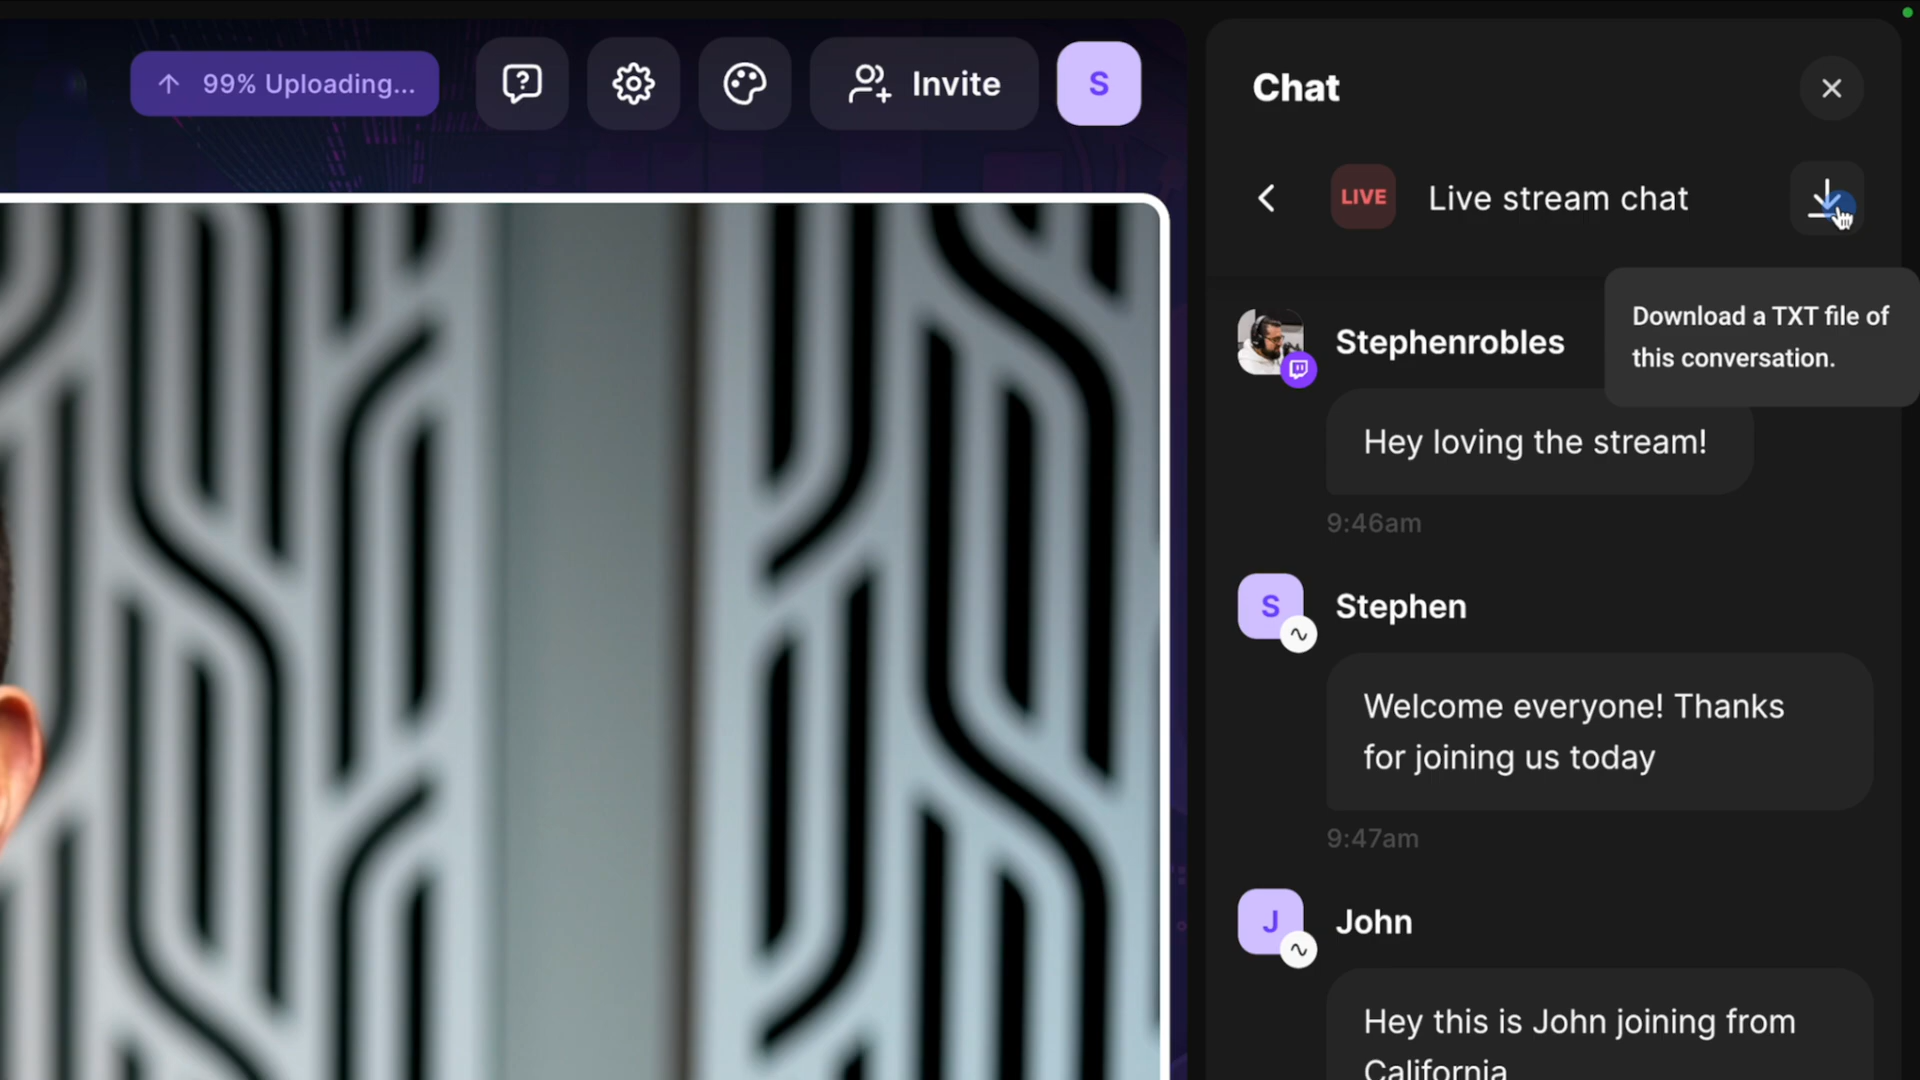 99% Uploading...
Invite
S
Chat
LIVE
Live stream chat
Download a TXT file of
this conversation.
Stephenrobles
Hey loving the stream!
9:46am
S
Stephen
Welcome everyone! Thanks
for joining us today
9:47am
J
John
Hey this is John joining from
California